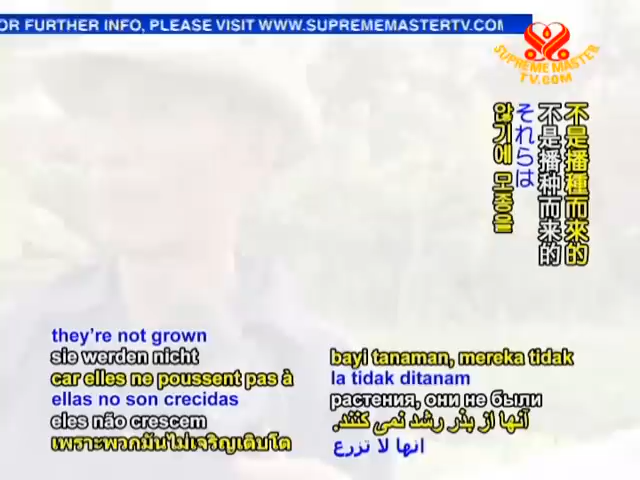 OR FURTHER INFO, PLEASE VISIT WWW.SUPREMEMASTERTV.COM
SUPREME MASTER
TV.COM
不是播種而來的
不是播种而来的
それらは
않기에 모종을
they're not grown
sie werden nicht
car elles ne poussent pas à
ellas no son crecidas
eles não crescem
เพราะพวกมันไม่เจริญเติบโต
bayi tanaman, mereka tidak
la tidak ditanam
растения, они не были
آنها از بذر رشد نمی کنند.
انها لا تزرع